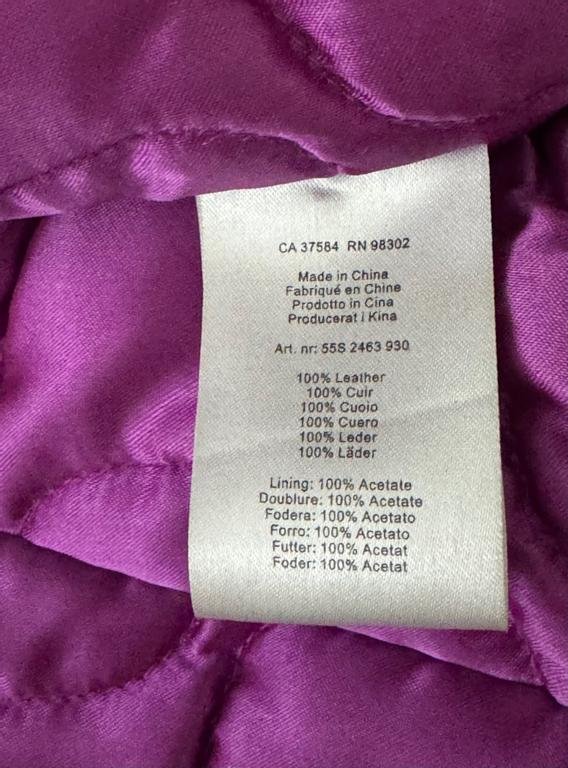 CA 37584 RN 98302
Made in China
Fabriqué en Chine
Prodotto in Cina
Producerat i Kina
Art. nr: 55S 2463 930
100% Leather
100% Cuir
100% Cuoio
100% Cuero
100% Leder
100% Läder
Lining: 100% Acetate
Doublure: 100% Acetate
Fodera: 100% Acetato
Forro: 100% Acetato
Futter: 100% Acetat
Foder: 100% Acetat